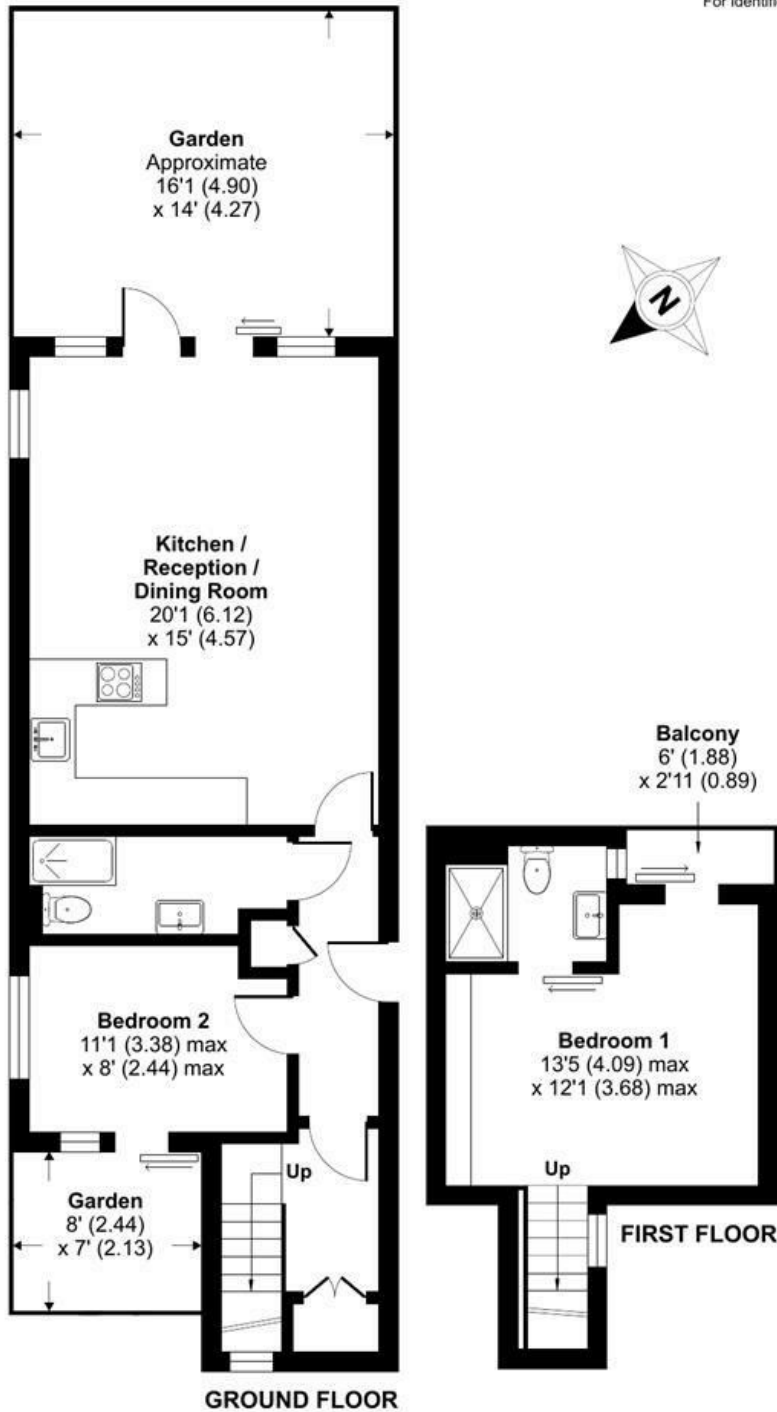 For identifi
Garden
Approximate
16'1 (4.90)
x 14' (4.27)
N
Kitchen /
Reception /
Dining Room
20'1 (6.12)
x 15' (4.57)
Balcony
6' (1.88)
x 2'11 (0.89)
Bedroom 2
11'1 (3.38) max
x 8' (2.44) max
Bedroom 1
13'5 (4.09) max
x 12'1 (3.68) max
Up
Up
Garden
8' (2.44)
x 7' (2.13)
FIRST FLOOR
GROUND FLOOR